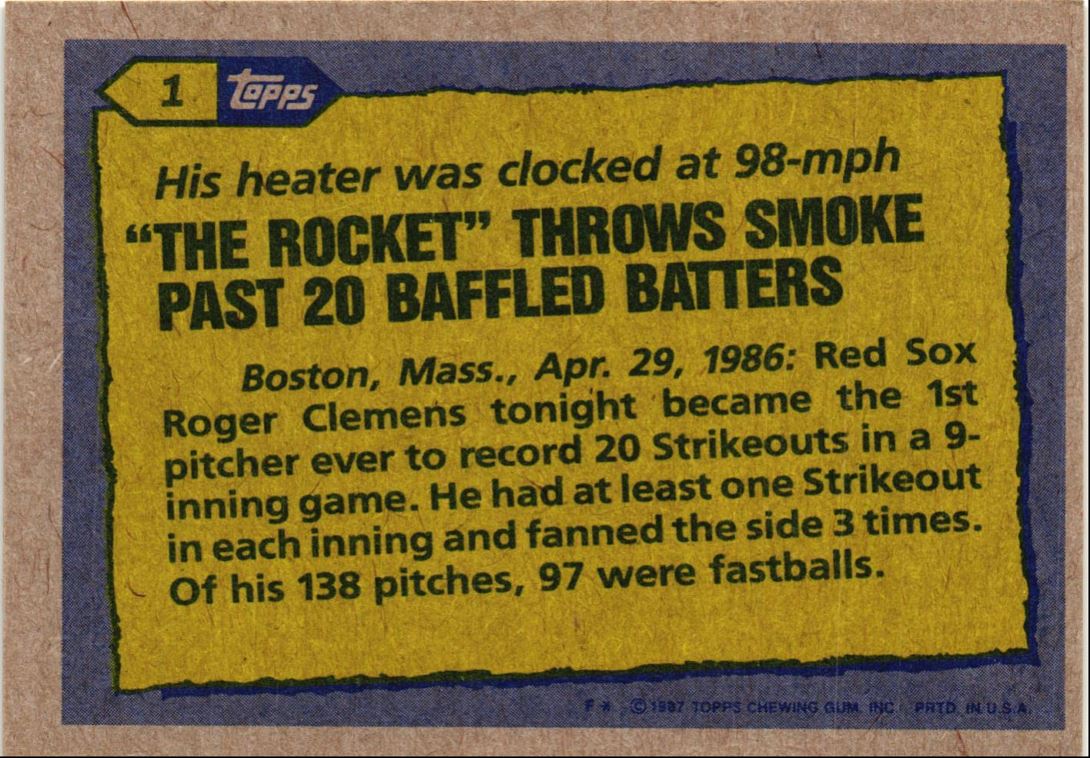 1 topps
His heater was clocked at 98-mph
“THE ROCKET” THROWS SMOKE
PAST 20 BAFFLED BATTERS
Boston, Mass., Apr. 29, 1986: Red Sox
Roger Clemens tonight became the 1st
pitcher ever to record 20 Strikeouts in a 9-
inning game. He had at least one Strikeout
in each inning and fanned the side 3 times.
Of his 138 pitches, 97 were fastballs.
F * © 1987 TOPPS CHEWING GUM, INC. PRTD. IN U.S.A.